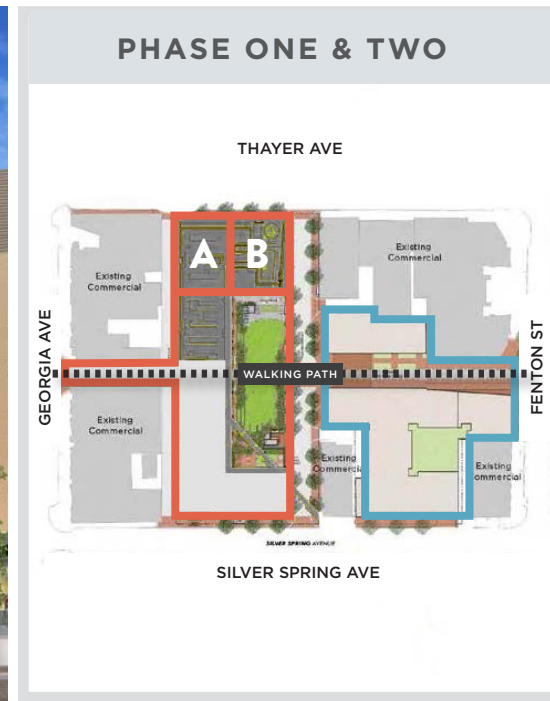 PHASE ONE & TWO
THAYER AVE
A B
Existing
Commercial
Existing
Commercial
GEORGIA AVE
WALKING PATH
FENTON ST
Existing
Commercial
Existing
Commercial
Existing
ommercial
SILVER SPRING AVENUE
SILVER SPRING AVE